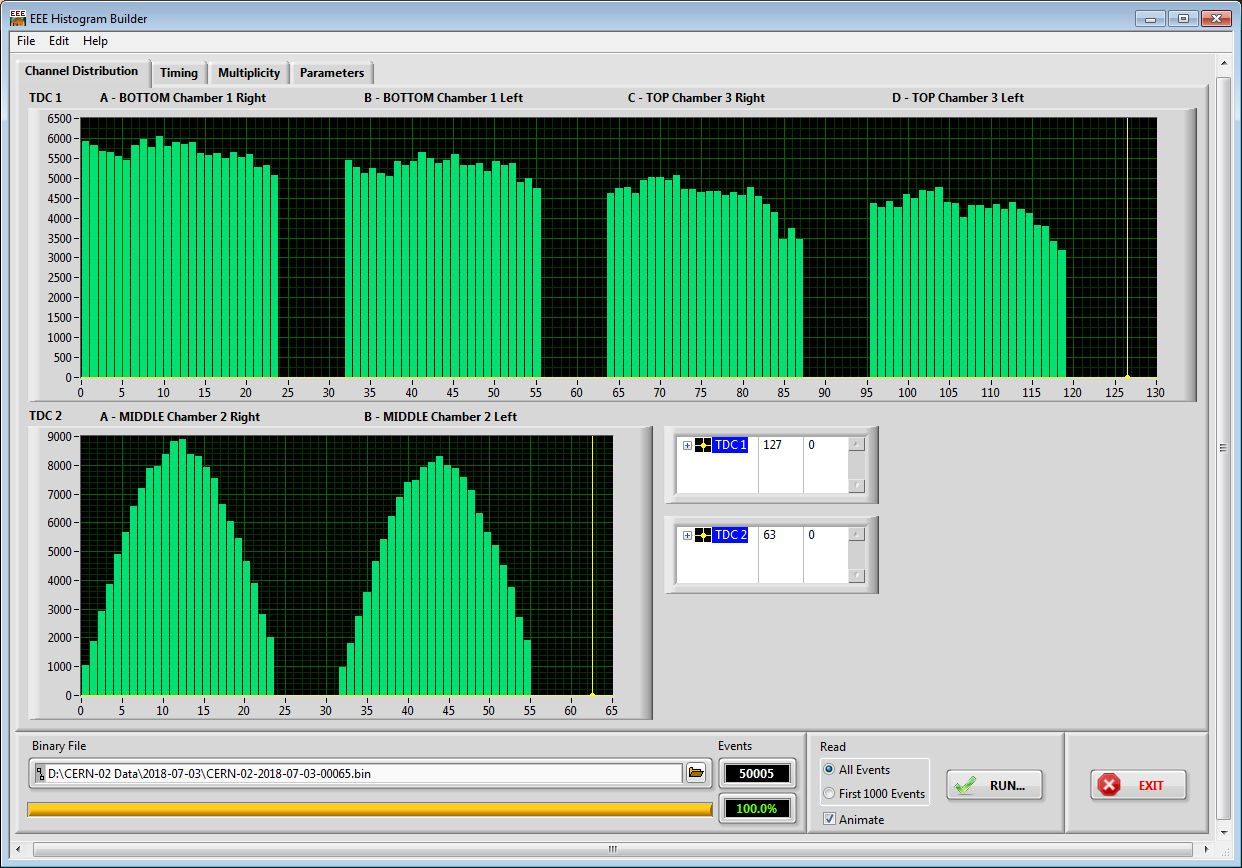 EEE EEE Histogram Builder
File Edit Help
Channel Distribution Timing Multiplicity Parameters
TDC 1 A - BOTTOM Chamber 1 Right B - BOTTOM Chamber 1 Left C - TOP Chamber 3 Right D - TOP Chamber 3 Left
6500
6000
5500
5000
4500
4000
3500
3000
2500
2000
1500
1000
500
0
0 5 10 15 20 25 30 35 40 45 50 55 60 65 70 75 80 85 90 95 100 105 110 115 120 125 130
TDC 2 A - MIDDLE Chamber 2 Right B - MIDDLE Chamber 2 Left
9000
8000
7000
6000
5000
4000
3000
2000
1000
0
0 5 10 15 20 25 30 35 40 45 50 55 60 65
TDC 1 127 0
TDC 2 63 0
Binary File Events
D:\CERN-02 Data\2018-07-03\CERN-02-2018-07-03-00065.bin
50005
100.0%
Read
All Events
First 1000 Events
Animate
RUN...
EXIT